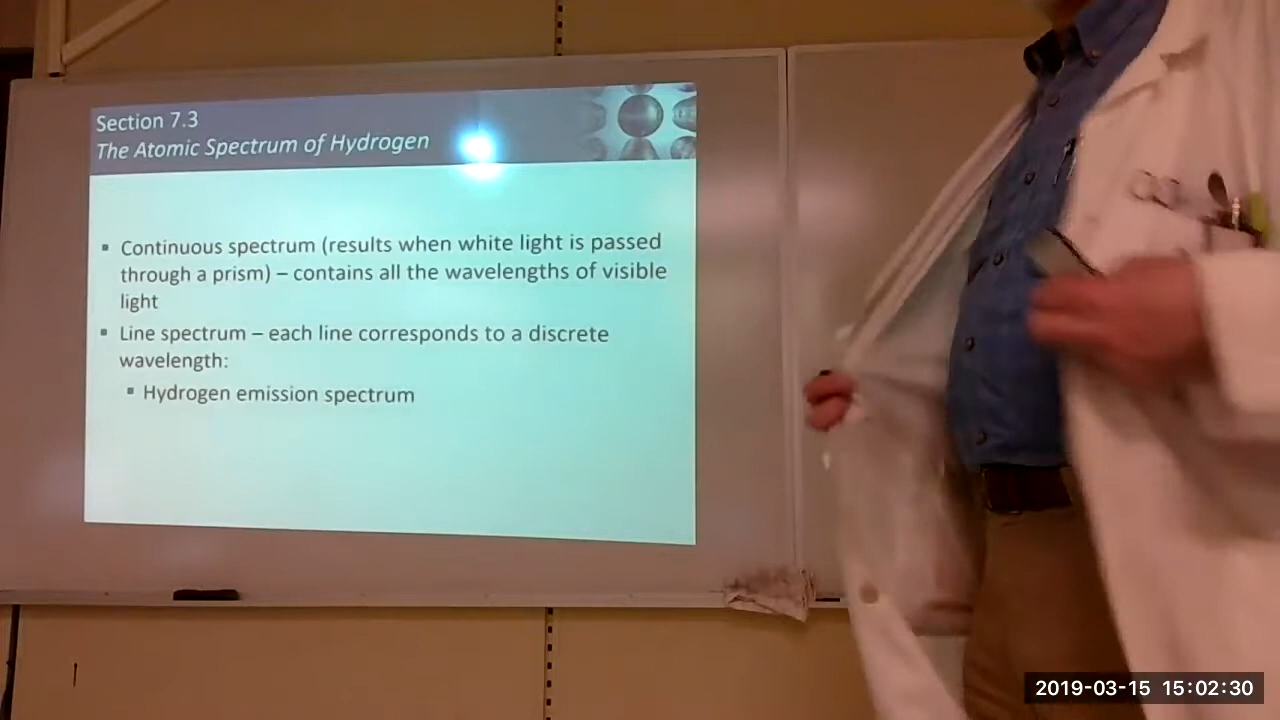 Section 7.3
The Atomic Spectrum of Hydrogen
▪ Continuous spectrum (results when white light is passed
through a prism) – contains all the wavelengths of visible
light
▪ Line spectrum – each line corresponds to a discrete
wavelength:
▪ Hydrogen emission spectrum
2019-03-15 15:02:30